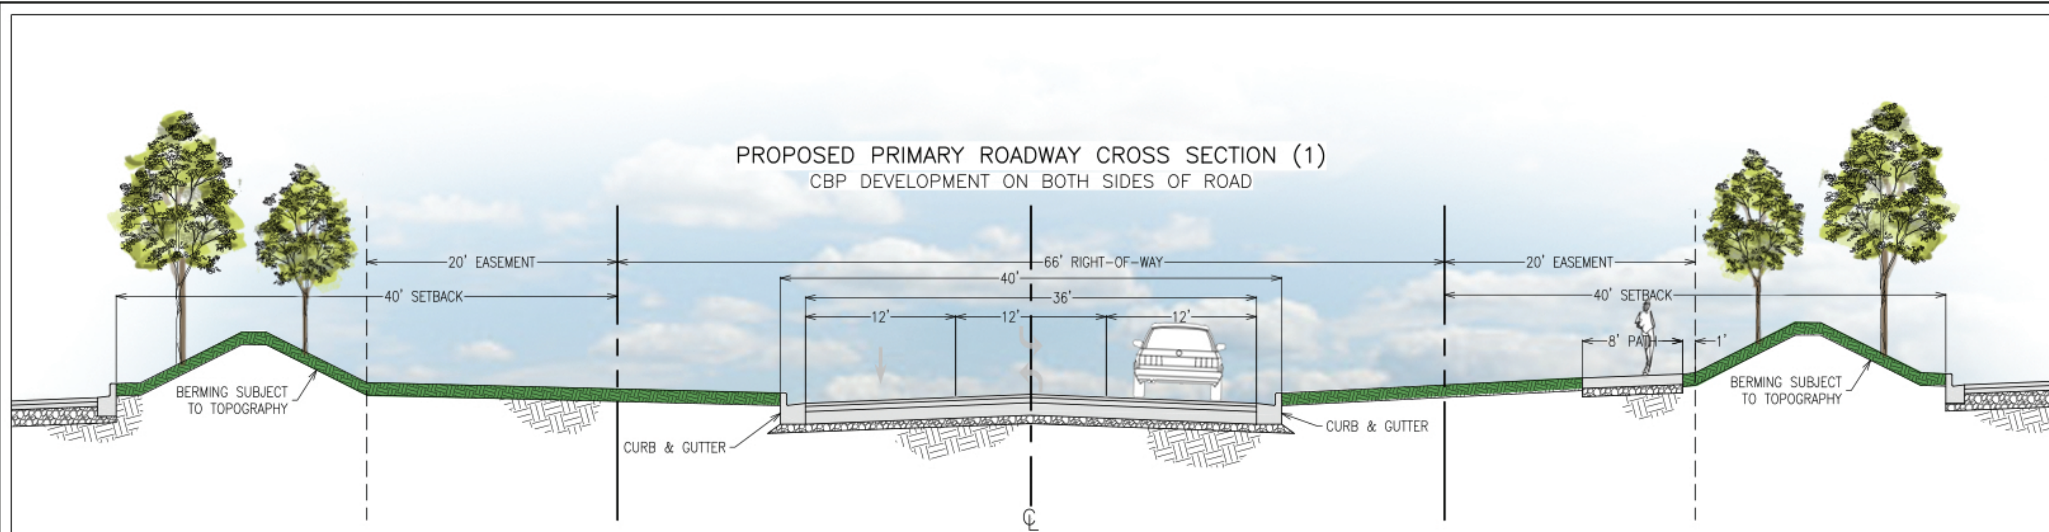 PROPOSED PRIMARY ROADWAY CROSS SECTION (1)
CBP DEVELOPMENT ON BOTH SIDES OF ROAD
20' EASEMENT
66' RIGHT-OF-WAY
20' EASEMENT
40'
40' SETBACK
36'
40' SETBACK
12'
12'
12'
8' PATH
1'
BERMING SUBJECT
TO TOPOGRAPHY
BERMING SUBJECT
TO TOPOGRAPHY
CURB & GUTTER
CURB & GUTTER
CL